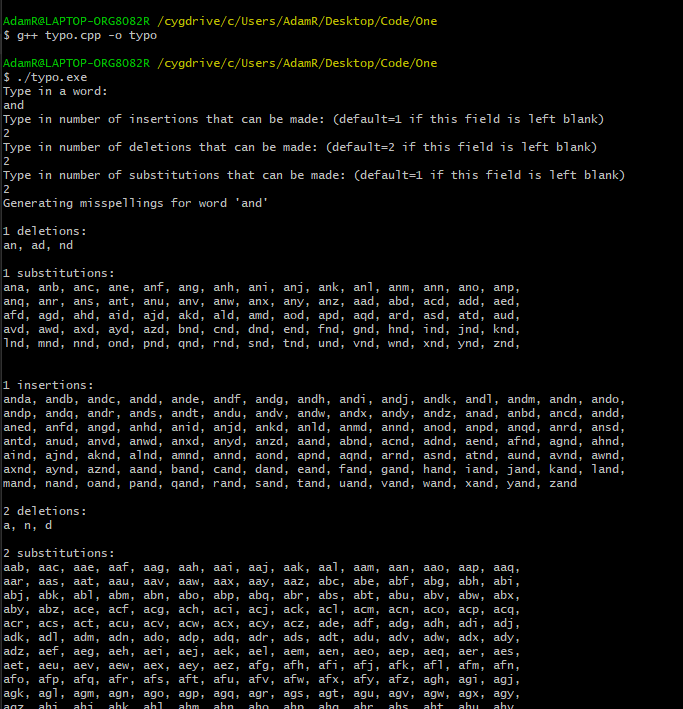 AdamR@LAPTOP-ORG8O82R /cygdrive/c/Users/AdamR/Desktop/Code/One
$ g++ typo.cpp -o typo
AdamR@LAPTOP-ORG8O82R /cygdrive/c/Users/AdamR/Desktop/Code/One
$ ./typo.exe
Type in a word:
and
Type in number of insertions that can be made: (default=1 if this field is left blank)
2
Type in number of deletions that can be made: (default=2 if this field is left blank)
2
Type in number of substitutions that can be made: (default=1 if this field is left blank)
2
Generating misspellings for word 'and'
1 deletions:
an, ad, nd
1 substitutions:
ana, anb, anc, ane, anf, ang, anh, ani, anj, ank, anl, anm, ann, ano, anp,
anq, anr, ans, ant, anu, anv, anw, anx, any, anz, aad, abd, acd, add, aed,
afd, agd, ahd, aid, ajd, akd, ald, amd, aod, apd, aqd, ard, asd, atd, aud,
avd, awd, axd, ayd, azd, bnd, cnd, dnd, end, fnd, gnd, hnd, ind, jnd, knd,
lnd, mnd, nnd, ond, pnd, qnd, rnd, snd, tnd, und, vnd, wnd, xnd, ynd, znd,
1 insertions:
anda, andb, andc, andd, ande, andf, andg, andh, andi, andj, andk, andl, andm, andn, ando,
andp, andq, andr, ands, andt, andu, andv, andw, andx, andy, andz, anad, anbd, ancd, andd,
aned, anfd, angd, anhd, anid, anjd, ankd, anld, anmd, annd, anod, anpd, anqd, anrd, ansd,
antd, anud, anvd, anwd, anxd, anyd, anzd, aand, abnd, acnd, adnd, aend, afnd, agnd, ahnd,
aind, ajnd, aknd, alnd, amnd, annd, aond, apnd, aqnd, arnd, asnd, atnd, aund, avnd, awnd,
axnd, aynd, aznd, aand, band, cand, dand, eand, fand, gand, hand, iand, jand, kand, land,
mand, nand, oand, pand, qand, rand, sand, tand, uand, vand, wand, xand, yand, zand
2 deletions:
a, n, d
2 substitutions:
aab, aac, aae, aaf, aag, aah, aai, aaj, aak, aal, aam, aan, aao, aap, aaq,
aar, aas, aat, aau, aav, aaw, aax, aay, aaz, abc, abe, abf, abg, abh, abi,
abj, abk, abl, abm, abn, abo, abp, abq, abr, abs, abt, abu, abv, abw, abx,
aby, abz, ace, acf, acg, ach, aci, acj, ack, acl, acm, acn, aco, acp, acq,
acr, acs, act, acu, acv, acw, acx, acy, acz, ade, adf, adg, adh, adi, adj,
adk, adl, adm, adn, ado, adp, adq, adr, ads, adt, adu, adv, adw, adx, ady,
adz, aef, aeg, aeh, aei, aej, aek, ael, aem, aen, aeo, aep, aeq, aer, aes,
aet, aeu, aev, aew, aex, aey, aez, afg, afh, afi, afj, afk, afl, afm, afn,
afo, afp, afq, afr, afs, aft, afu, afv, afw, afx, afy, afz, agh, agi, agj,
agk, agl, agm, agn, ago, agp, agq, agr, ags, agt, agu, agv, agw, agx, agy,
agz, ahi, ahj, ahk, ahl, ahm, ahn, aho, ahp, ahq, ahr, ahs, aht, ahu, ahv,